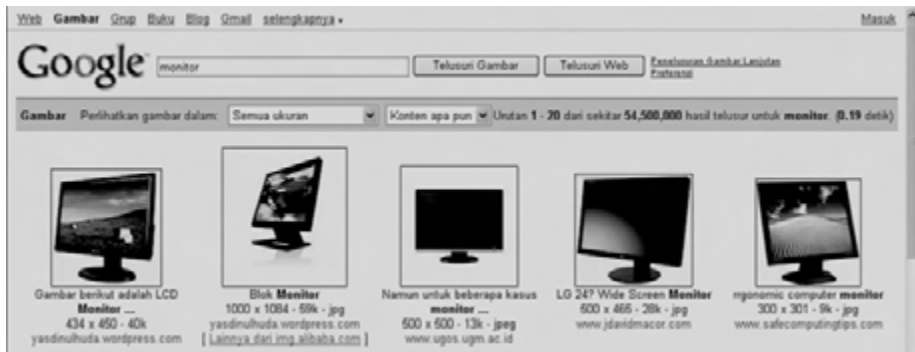 Web Gambar Grup Buku Blog Gmail selengkapnya Masuk
Google monitor Telusuri Gambar Telusuri Web Penelusuran Gambar Lanjutan
Preferensi
Gambar Perlihatkan gambar dalam: Semua ukuran Konten apa pun Urutan 1 - 20 dari sekitar 54,500,000 hasil telusur untuk monitor. (0.19 detik)
Gambar berikut adalah LCD
Monitor ...
434 x 450 - 40k
yasdinulhuda.wordpress.com
Blok Monitor
1000 x 1084 - 59k - jpg
yasdinulhuda.wordpress.com
[ Lainnya dari img.alibaba.com ]
Namun untuk beberapa kasus
monitor ...
500 x 500 - 13k - jpeg
www.ugos.ugm.ac.id
LG 24? Wide Screen Monitor
500 x 465 - 28k - jpg
www.jdavidmacor.com
rrgonomic computer monitor
300 x 301 - 9k - jpg
www.safecomputingtips.com